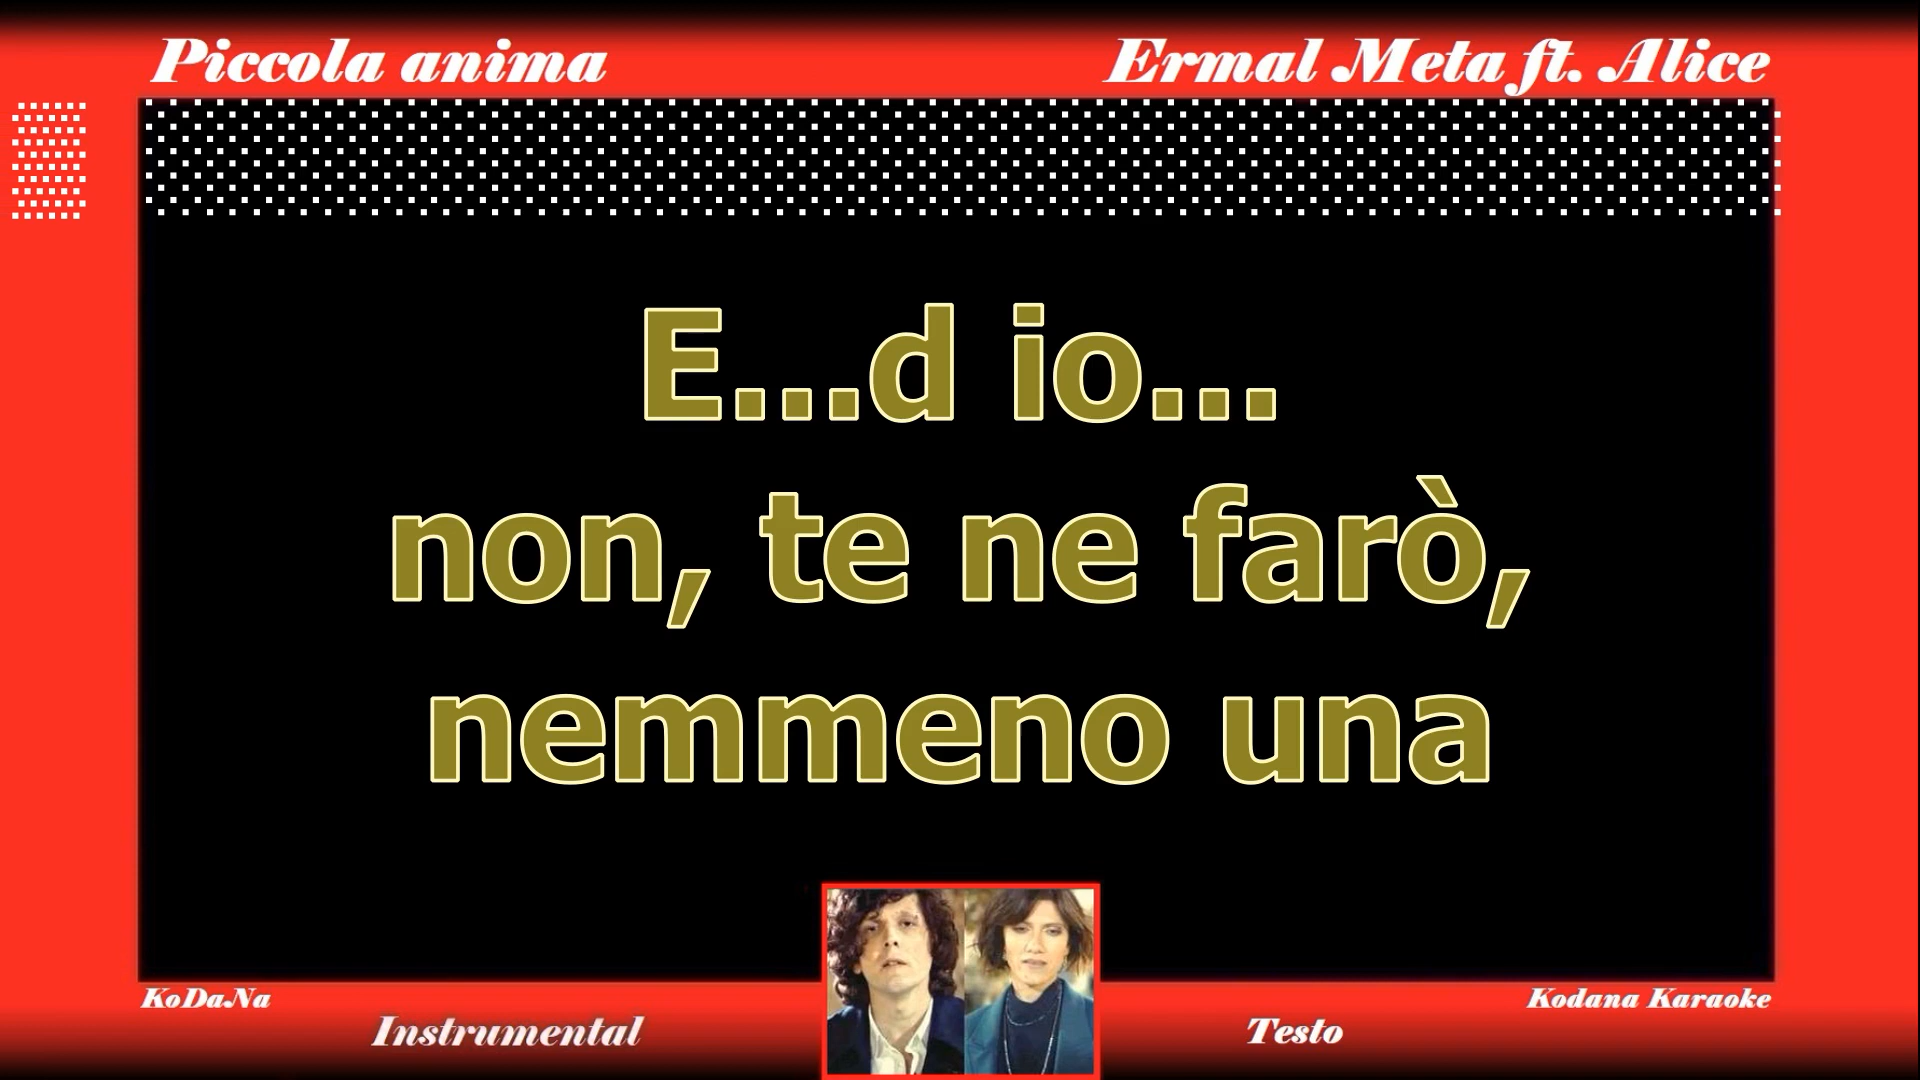 Piccola anima
Ermal Meta ft. Alice
E...d io...
non, te ne farò,
nemmeno una
KoDaNa
Kodana Karaoke
Instrumental
Testo